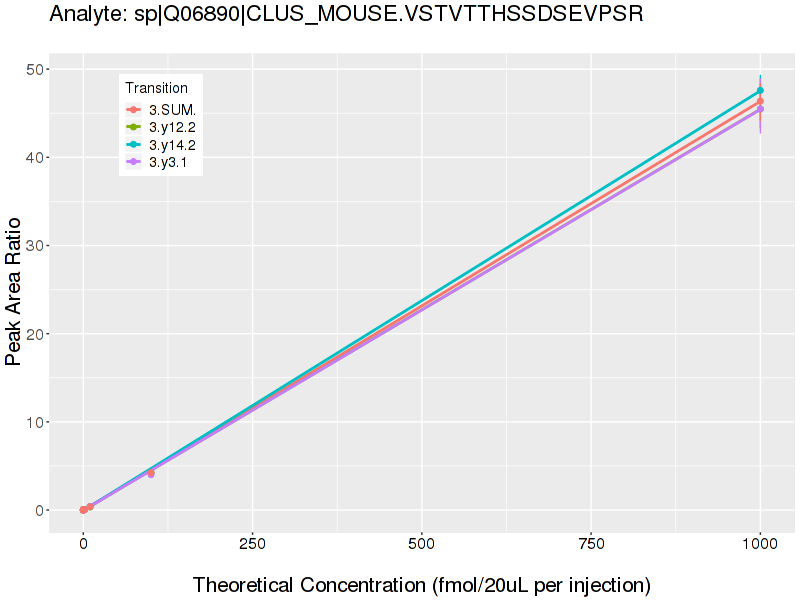 Analyte: sp|Q06890|CLUS_MOUSE.VSTVTTHSSDSEVPSR
Transition
3.SUM.
3.y12.2
3.y14.2
3.y3.1
50
40
30
20
10
0
Peak Area Ratio
0 250 500 750 1000
Theoretical Concentration (fmol/20uL per injection)